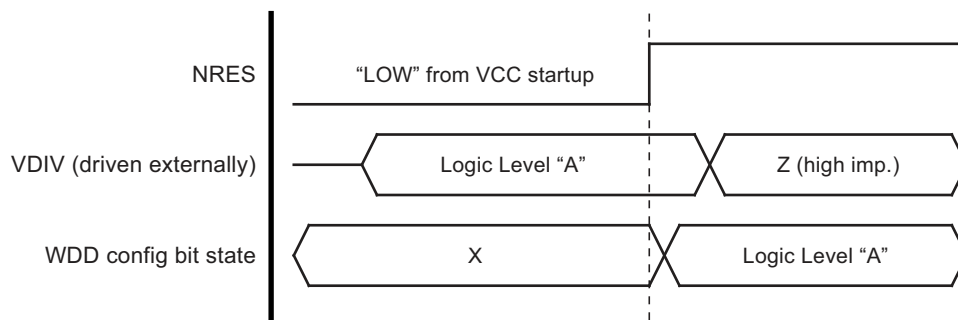 NRES
“LOW” from VCC startup
VDIV (driven externally)
Logic Level “A”
Z (high imp.)
WDD config bit state
X
Logic Level “A”